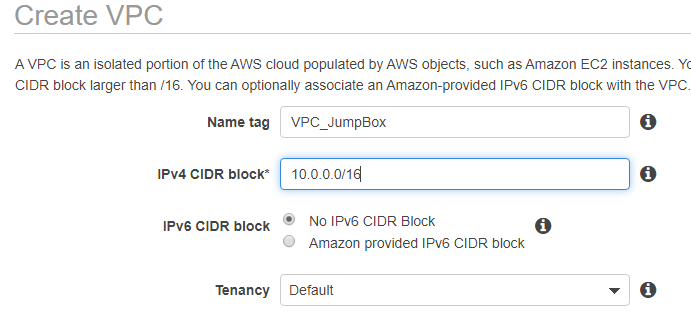 Create VPC
A VPC is an isolated portion of the AWS cloud populated by AWS objects, such as Amazon EC2 instances.
CIDR block larger than /16. You can optionally associate an Amazon-provided IPv6 CIDR block with the VPC.
Name tag VPC_JumpBox
IPv4 CIDR block* 10.0.0.0/16
IPv6 CIDR block No IPv6 CIDR Block
Amazon provided IPv6 CIDR block
Tenancy Default